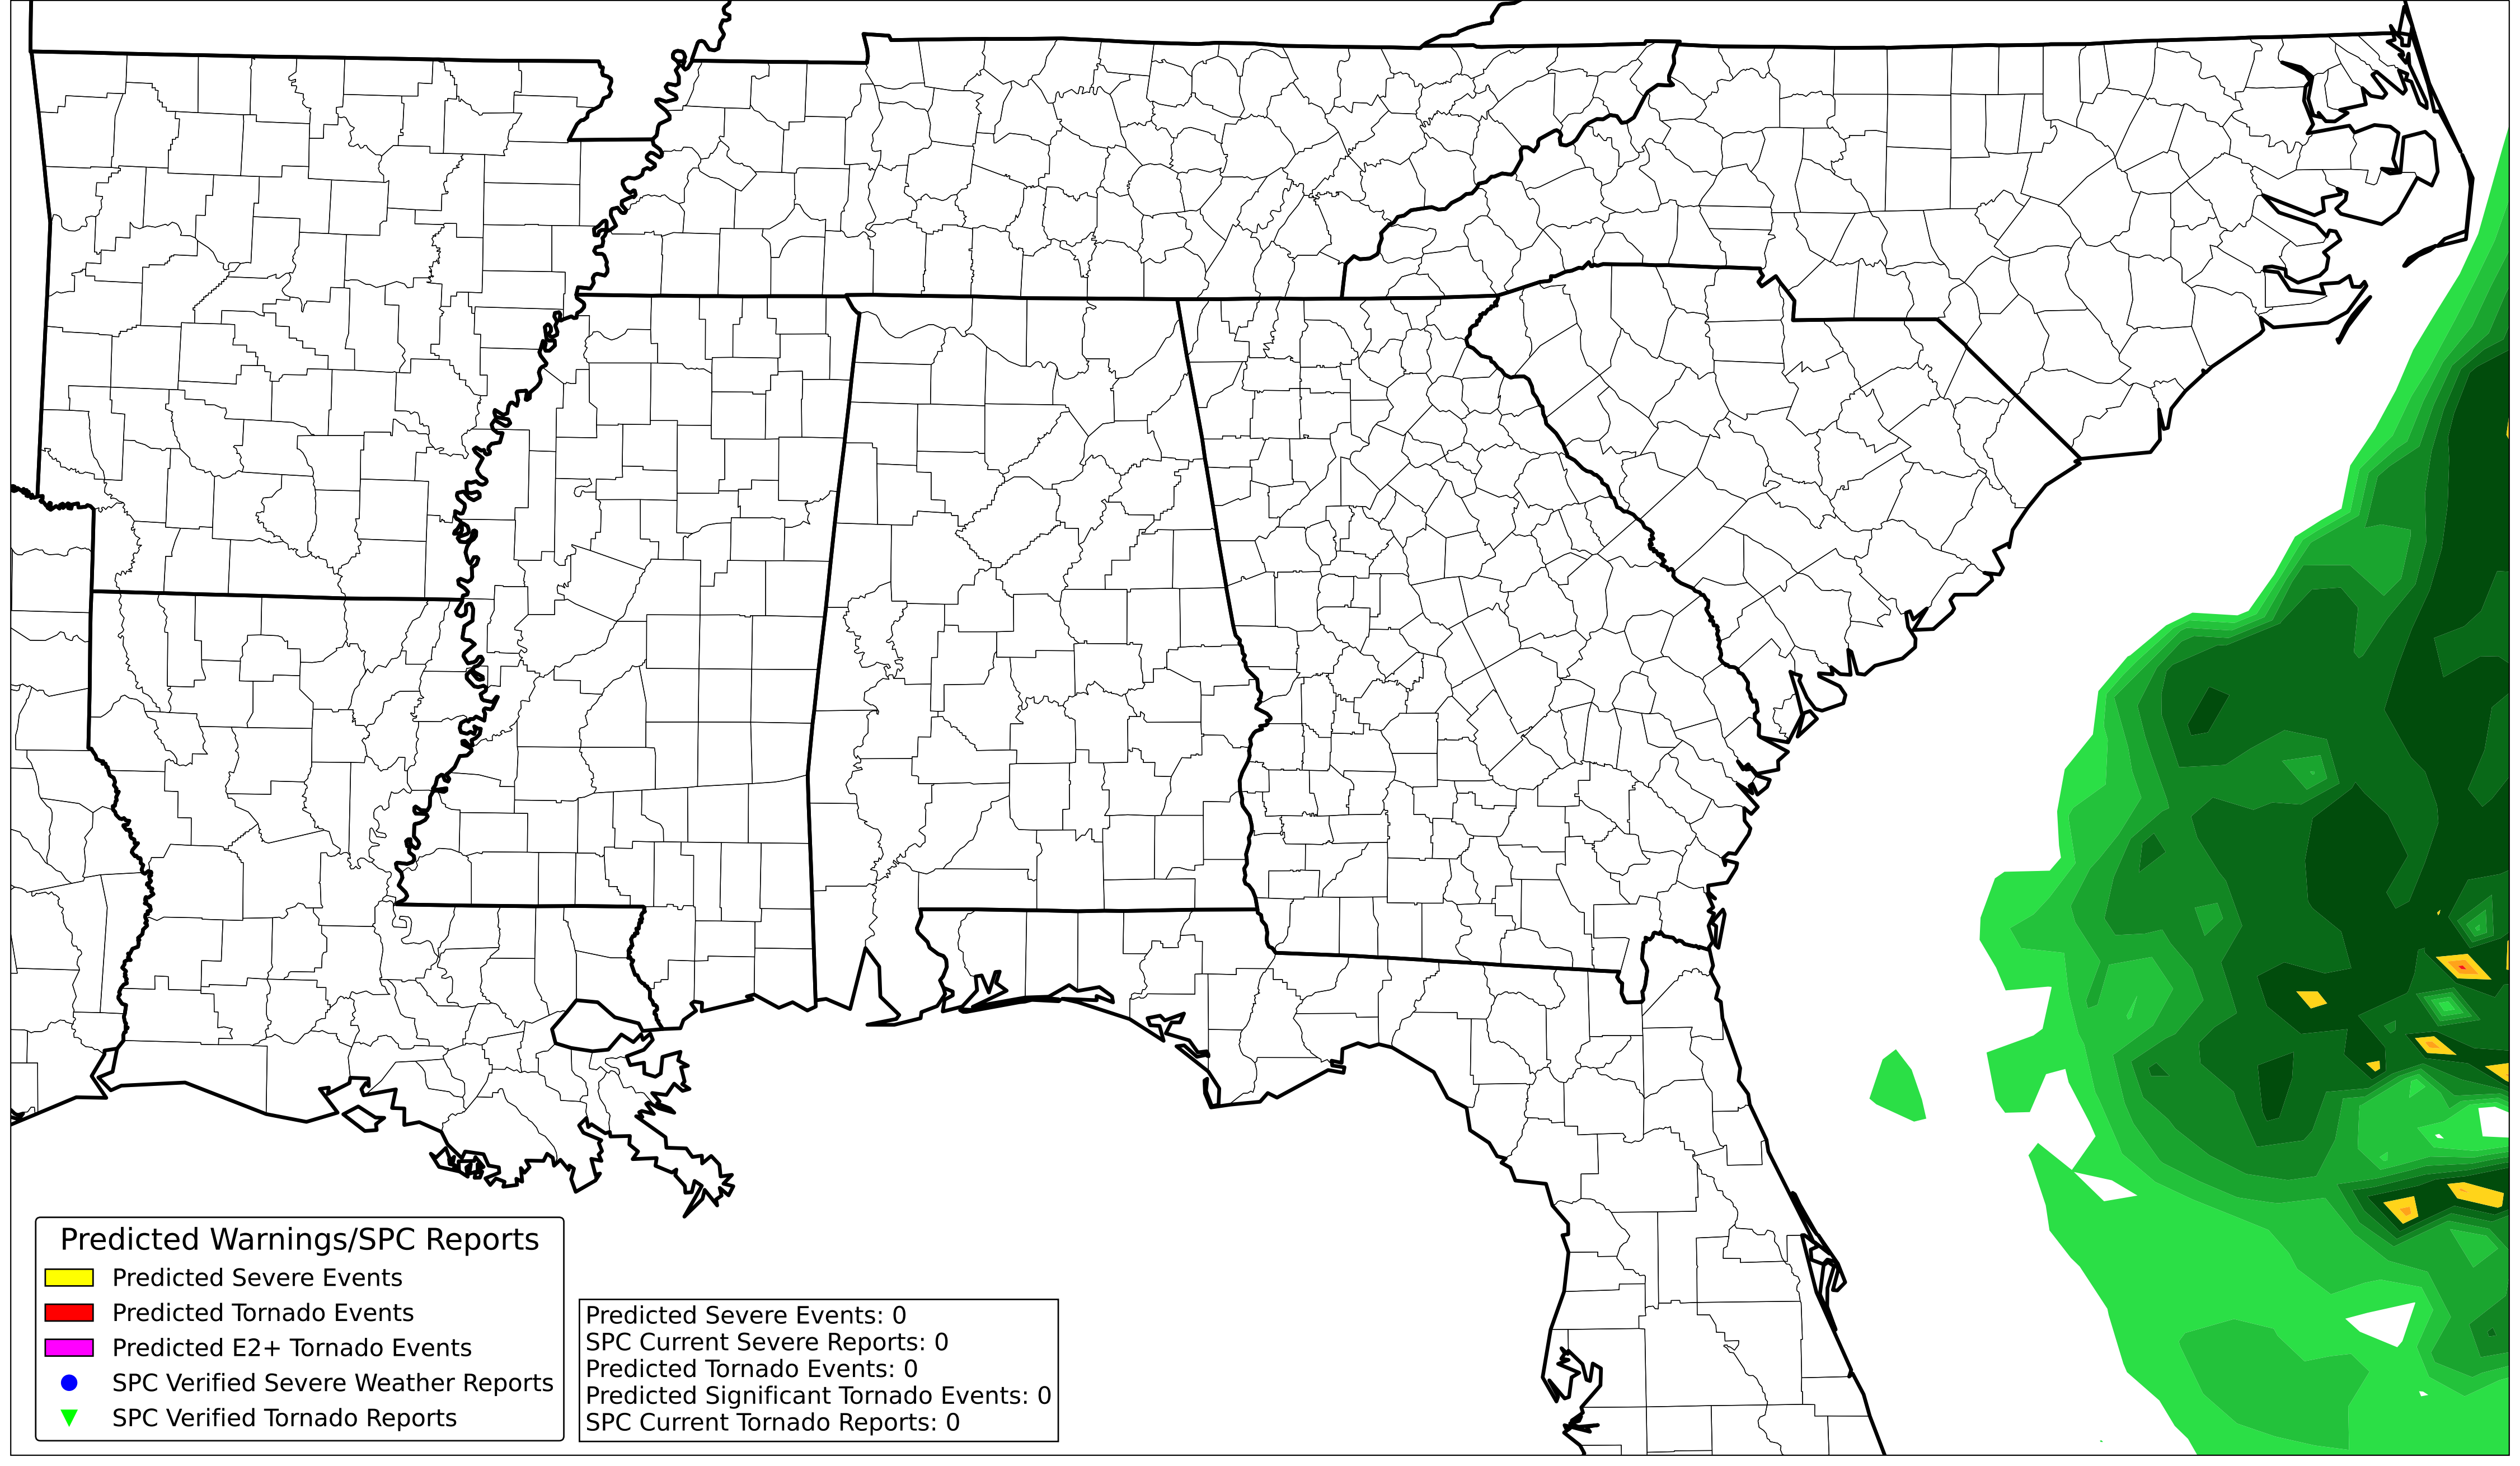 Predicted Warnings/SPC Reports
Predicted Severe Events
Predicted Tornado Events
Predicted E2+ Tornado Events
SPC Verified Severe Weather Reports
SPC Verified Tornado Reports
Predicted Severe Events: 0
SPC Current Severe Reports: 0
Predicted Tornado Events: 0
Predicted Significant Tornado Events: 0
SPC Current Tornado Reports: 0